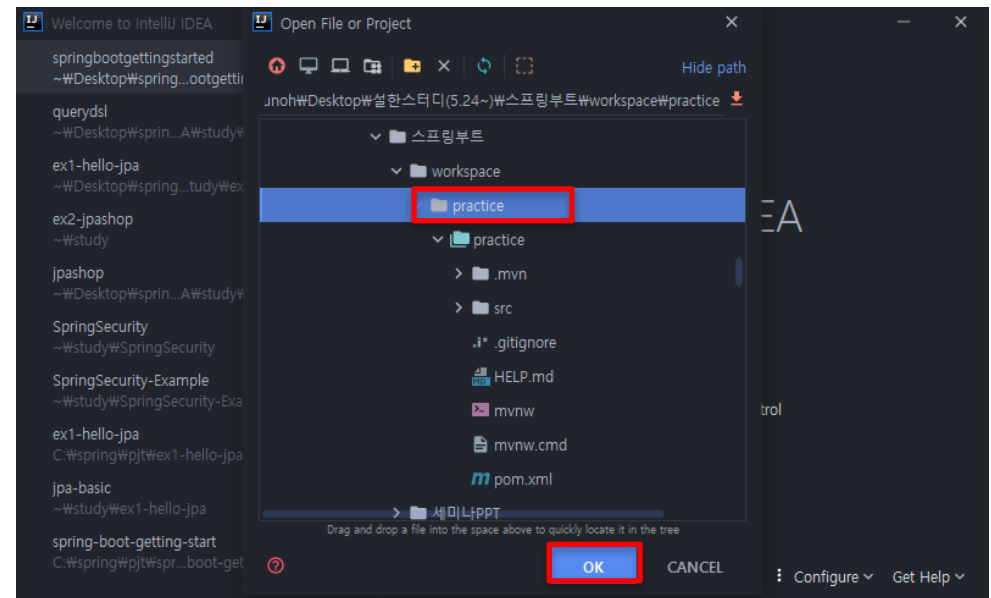 Welcome to IntelliJ IDEA
springbootgettingstarted
~₩Desktop₩spring...ootgettin
querydsl
~₩Desktop₩sprin...A₩study₩
ex1-hello-jpa
~₩Desktop₩spring...tudy₩ex
ex2-jpashop
~₩study
jpashop
~₩Desktop₩sprin...A₩study₩
SpringSecurity
~₩study₩SpringSecurity
SpringSecurity-Example
~₩study₩SpringSecurity-Exa
ex1-hello-jpa
C:₩spring₩pjt₩ex1-hello-jpa
jpa-basic
~₩study₩ex1-hello-jpa
spring-boot-getting-start
C:₩spring₩pjt₩spr...boot-get
Open File or Project
Hide path
unoh₩Desktop₩설한스터디(5.24~)₩스프링부트₩workspace₩practice
스프링부트
workspace
practice
practice
.mvn
src
.i* .gitignore
MD HELP.md
mvnw
mvnw.cmd
m pom.xml
세미나PPT
Drag and drop a file into the space above to quickly locate it in the tree
OK
CANCEL
EA
trol
Configure
Get Help